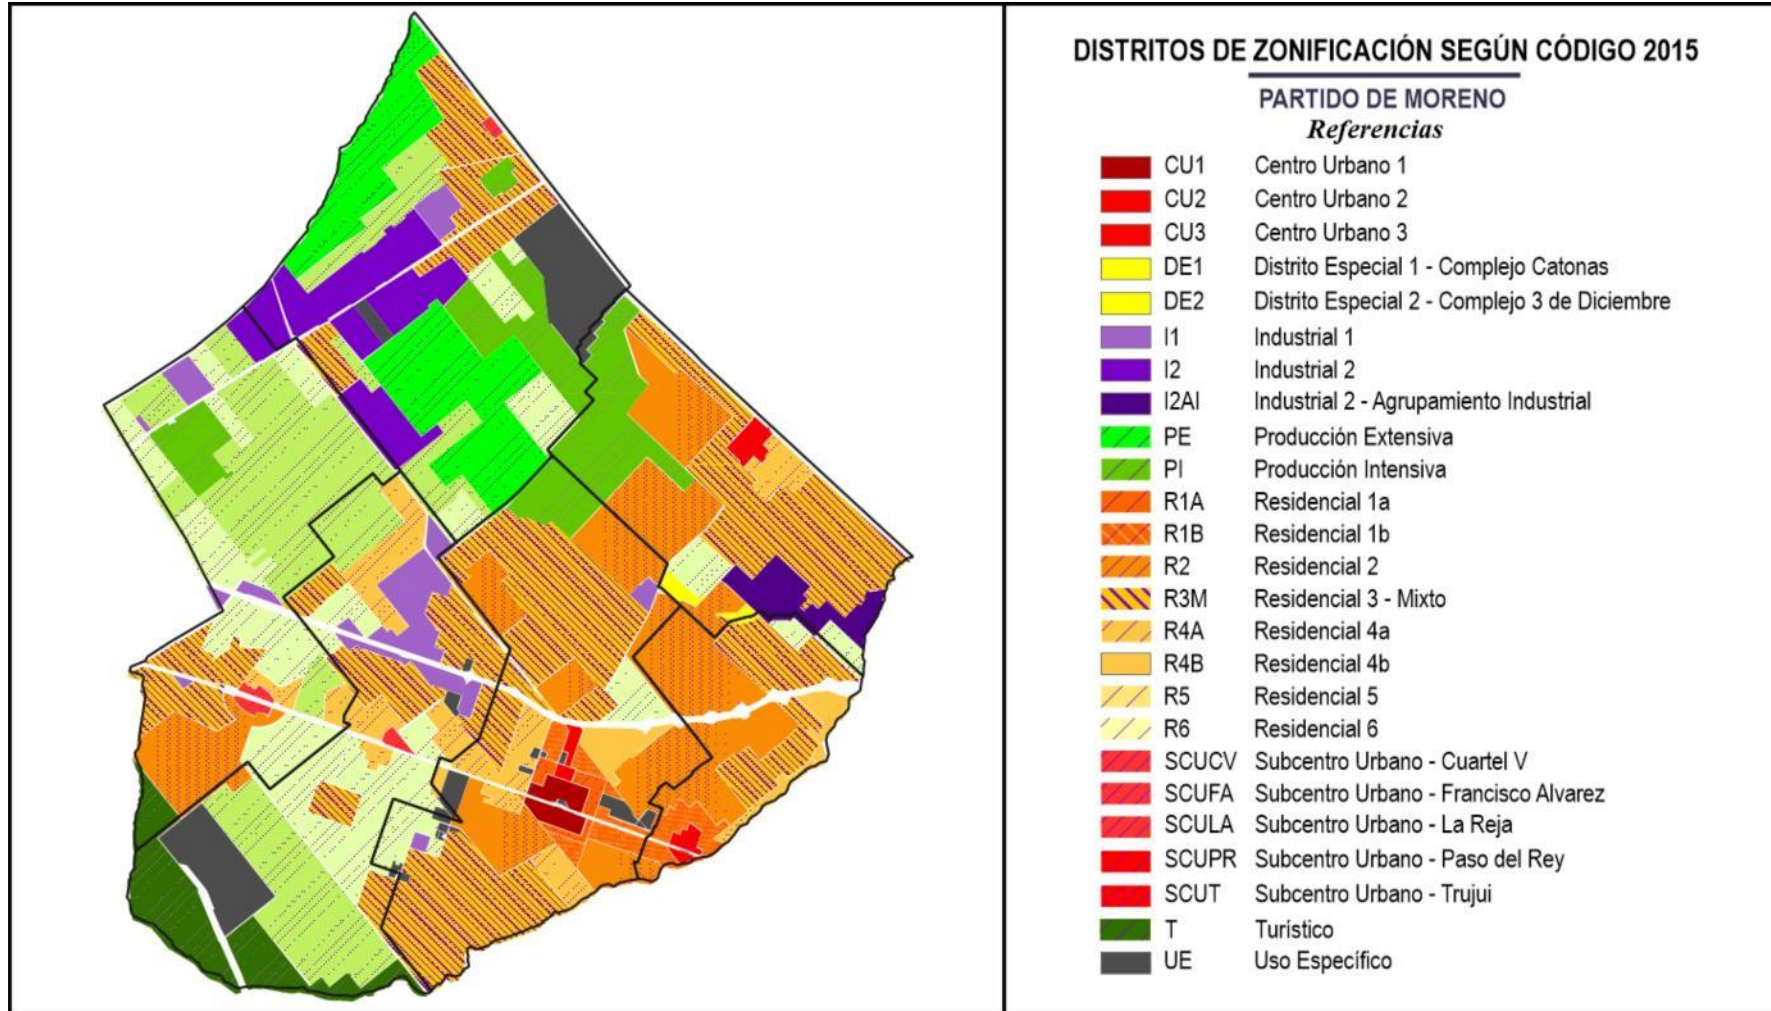 DISTRITOS DE ZONIFICACIÓN SEGÚN CÓDIGO 2015
PARTIDO DE MORENO
Referencias
CU1 Centro Urbano 1
CU2 Centro Urbano 2
CU3 Centro Urbano 3
DE1 Distrito Especial 1 - Complejo Catonas
DE2 Distrito Especial 2 - Complejo 3 de Diciembre
I1 Industrial 1
I2 Industrial 2
I2AI Industrial 2 - Agrupamiento Industrial
PE Producción Extensiva
PI Producción Intensiva
R1A Residencial 1a
R1B Residencial 1b
R2 Residencial 2
R3M Residencial 3 - Mixto
R4A Residencial 4a
R4B Residencial 4b
R5 Residencial 5
R6 Residencial 6
SCUCV Subcentro Urbano - Cuartel V
SCUFA Subcentro Urbano - Francisco Alvarez
SCULA Subcentro Urbano - La Reja
SCUPR Subcentro Urbano - Paso del Rey
SCUT Subcentro Urbano - Trujui
T Turístico
UE Uso Específico